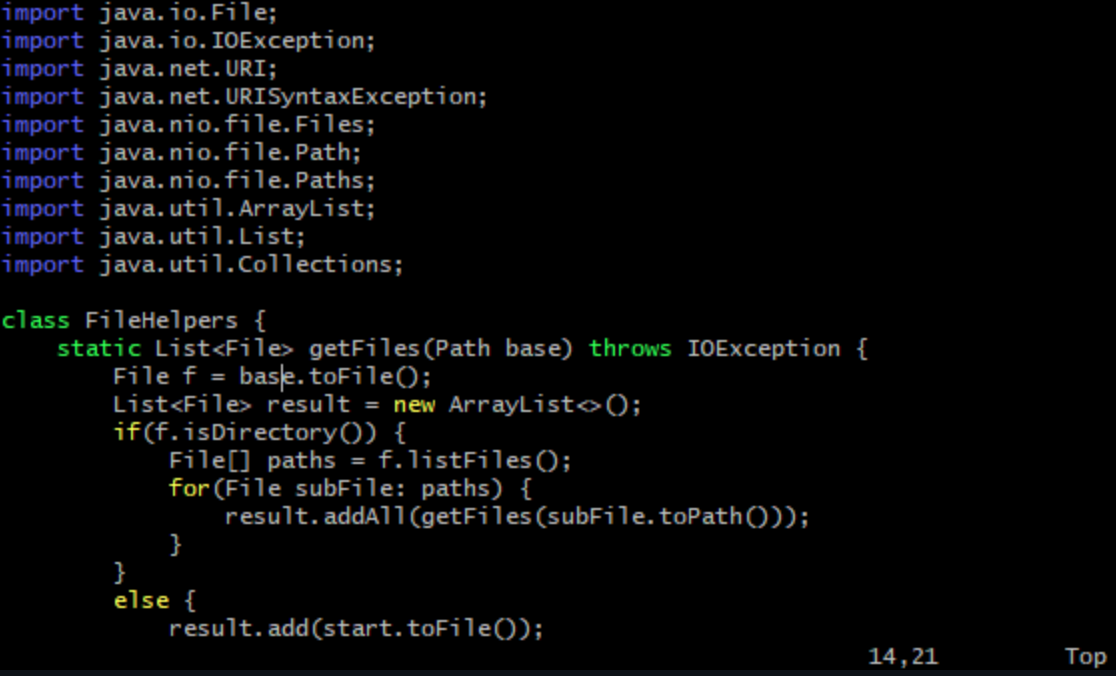 import java.io.File;
import java.io.IOException;
import java.net.URI;
import java.net.URISyntaxException;
import java.nio.file.Files;
import java.nio.file.Path;
import java.nio.file.Paths;
import java.util.ArrayList;
import java.util.List;
import java.util.Collections;

class FileHelpers {
    static List<File> getFiles(Path base) throws IOException {
        File f = base.toFile();
        List<File> result = new ArrayList<>();
        if(f.isDirectory()) {
            File[] paths = f.listFiles();
            for(File subFile: paths) {
                result.addAll(getFiles(subFile.toPath()));
            }
        }
        else {
            result.add(start.toFile());
14,21 Top